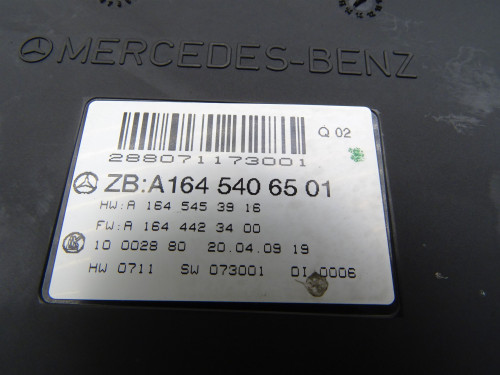 MERCEDES-BENZ
Q 02
288071173001
ZB:A164 540 65 01
HW:A 164 545 39 16
FW:A 164 442 34 00
10 0028 80 20.04.09 19
HW 0711 SW 073001 DI 0006